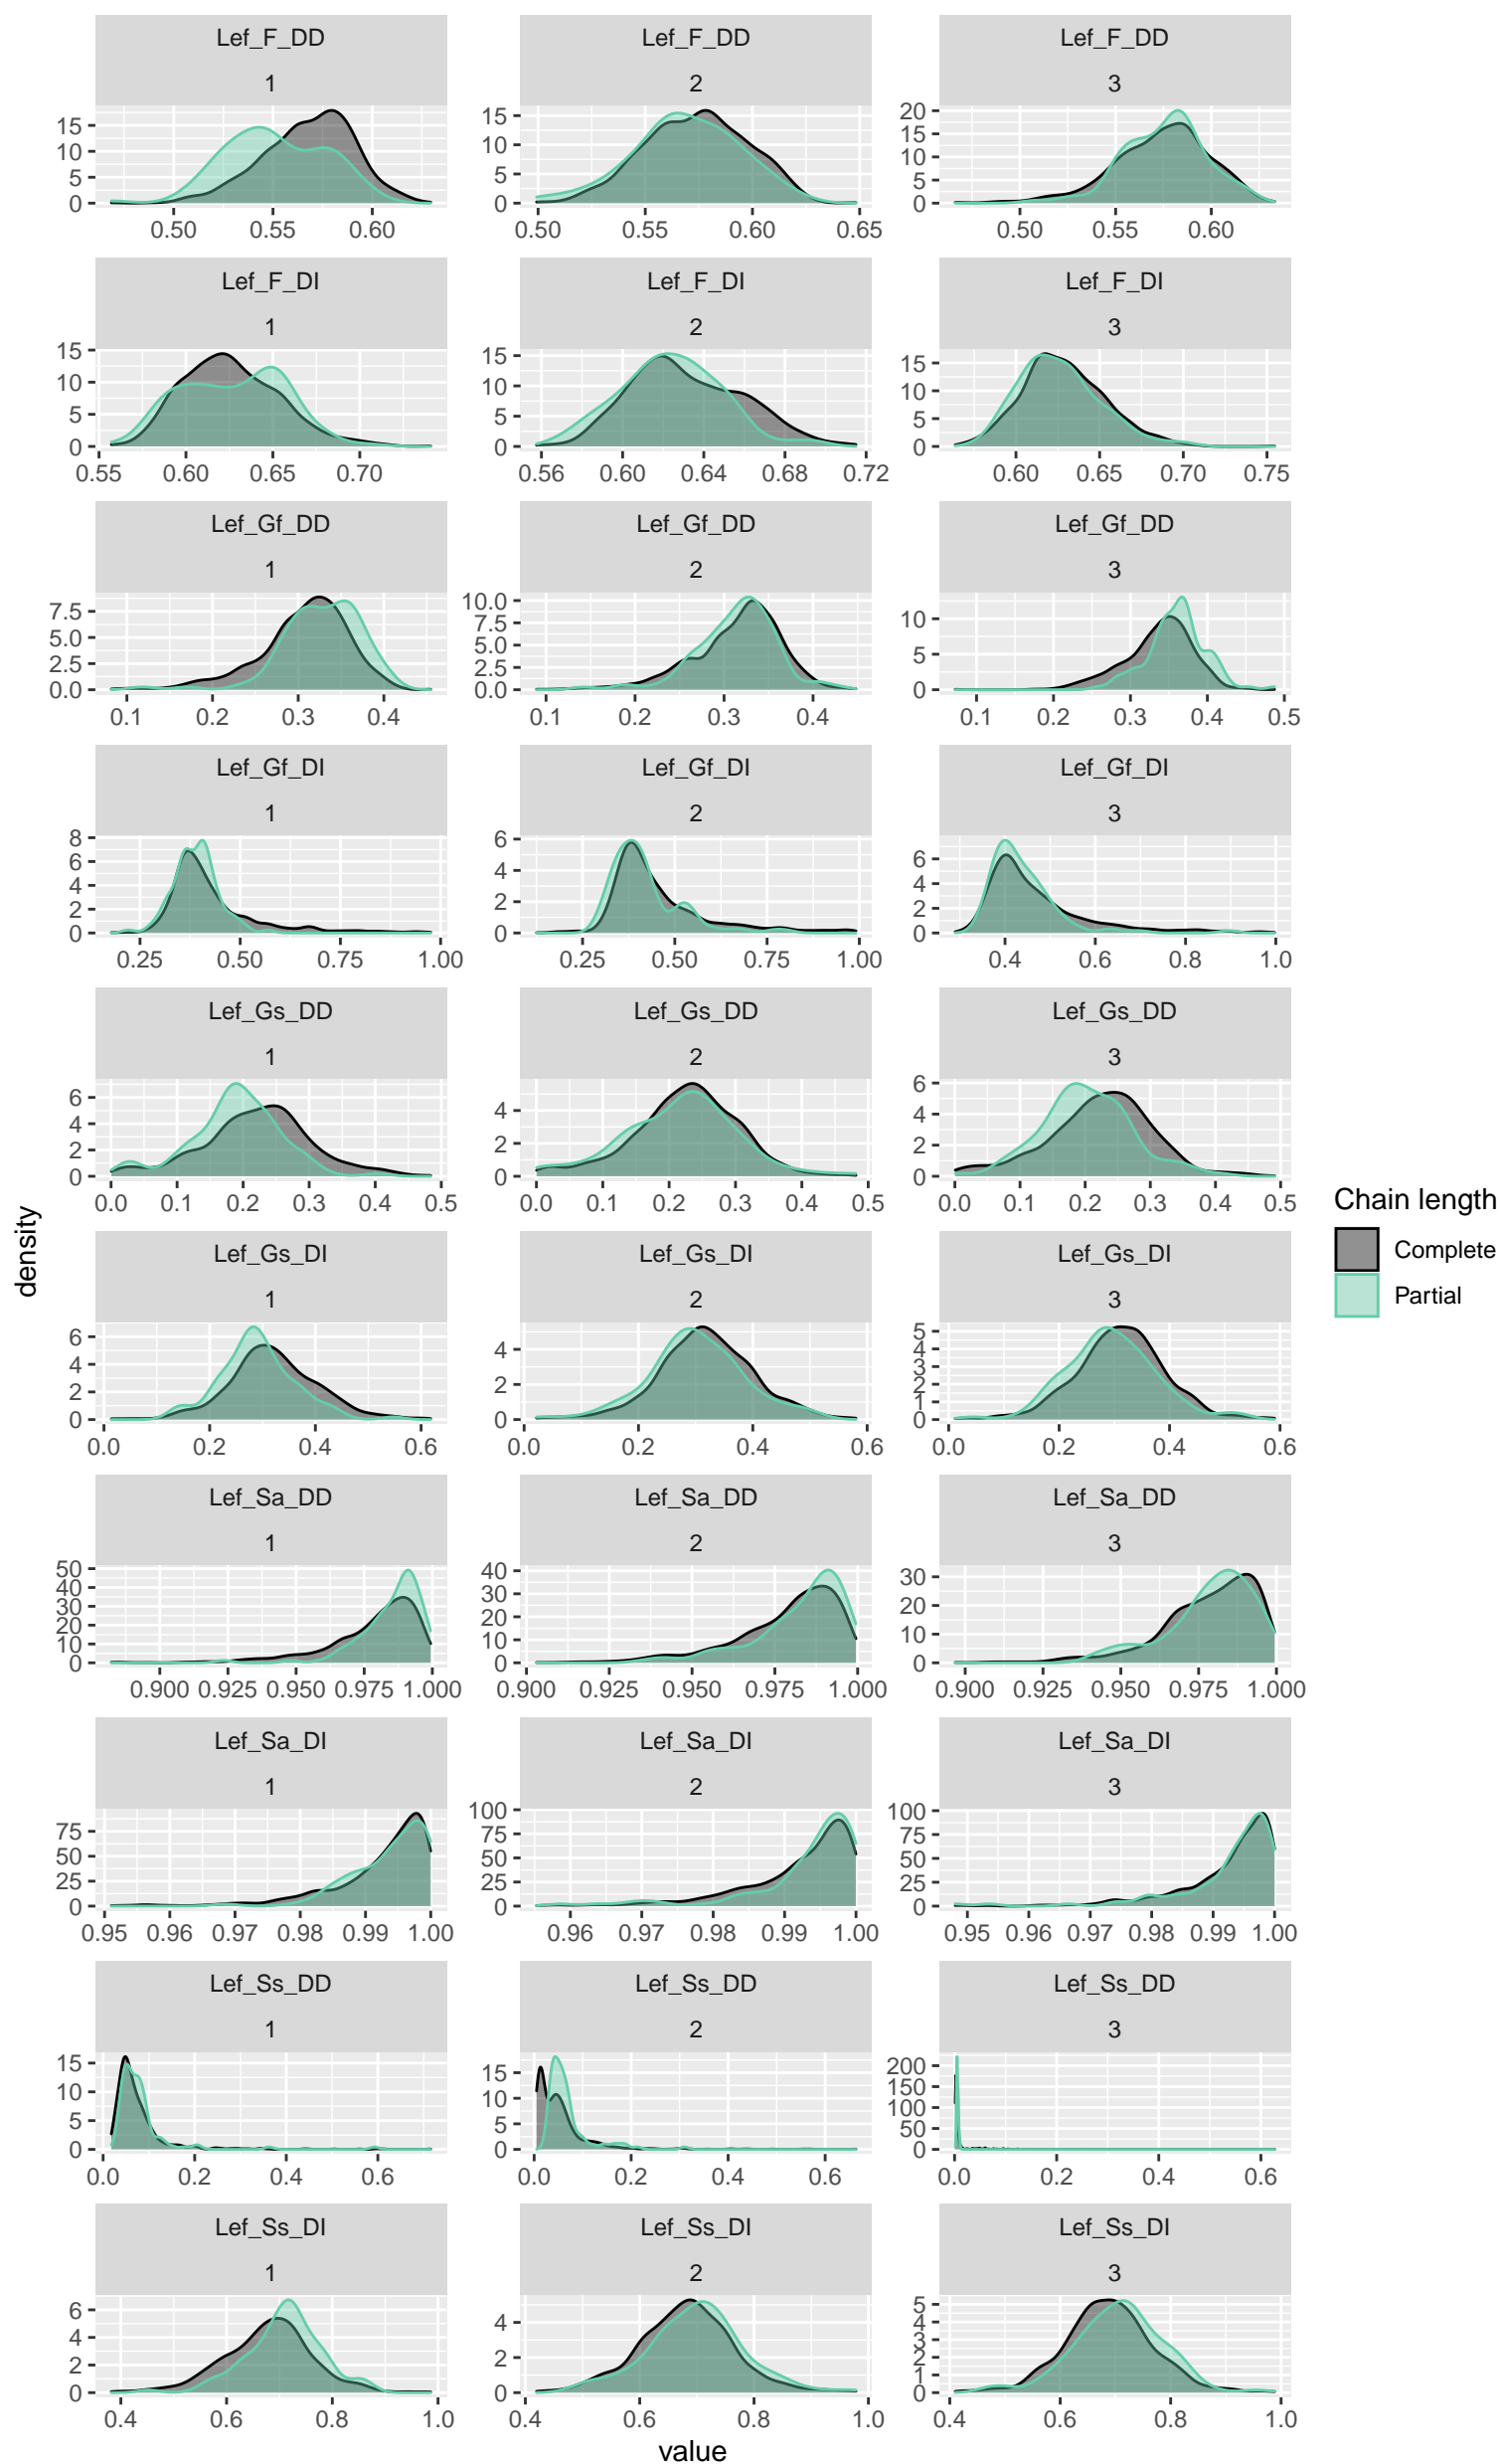 Lef_F_DD Lef_F_DD Lef_F_DD
1 2 3
15 10 5 0 15 10 5 0 20 15 10 5 0
0.50 0.55 0.60 0.50 0.55 0.60 0.65 0.50 0.55 0.60
Lef_F_DI Lef_F_DI Lef_F_DI
1 2 3
15 10 5 0 15 10 5 0 15 10 5 0
0.55 0.60 0.65 0.70 0.56 0.60 0.64 0.68 0.72 0.60 0.65 0.70 0.75
Lef_Gf_DD Lef_Gf_DD Lef_Gf_DD
1 2 3
7.5 5.0 2.5 0.0 10.0 7.5 5.0 2.5 0.0 10 5 0
0.1 0.2 0.3 0.4 0.1 0.2 0.3 0.4 0.1 0.2 0.3 0.4 0.5
Lef_Gf_DI Lef_Gf_DI Lef_Gf_DI
1 2 3
8 6 4 2 0 6 4 2 0 6 4 2 0
0.25 0.50 0.75 1.00 0.25 0.50 0.75 1.00 0.4 0.6 0.8 1.0
Lef_Gs_DD Lef_Gs_DD Lef_Gs_DD
1 2 3
6 4 2 0 4 2 0 6 4 2 0
0.0 0.1 0.2 0.3 0.4 0.5 0.0 0.1 0.2 0.3 0.4 0.5 0.0 0.1 0.2 0.3 0.4 0.5
Lef_Gs_DI Lef_Gs_DI Lef_Gs_DI
1 2 3
6 4 2 0 4 2 0 5 4 3 2 1 0
0.0 0.2 0.4 0.6 0.0 0.2 0.4 0.6 0.0 0.2 0.4 0.6
Lef_Sa_DD Lef_Sa_DD Lef_Sa_DD
1 2 3
50 40 30 20 10 0 40 30 20 10 0 30 20 10 0
0.900 0.925 0.950 0.975 1.000 0.900 0.925 0.950 0.975 1.000 0.900 0.925 0.950 0.975 1.000
Lef_Sa_DI Lef_Sa_DI Lef_Sa_DI
1 2 3
75 50 25 0 100 75 50 25 0 100 75 50 25 0
0.95 0.96 0.97 0.98 0.99 1.00 0.96 0.97 0.98 0.99 1.00 0.95 0.96 0.97 0.98 0.99 1.00
Lef_Ss_DD Lef_Ss_DD Lef_Ss_DD
1 2 3
15 10 5 0 15 10 5 0 200 150 100 50 0
0.0 0.2 0.4 0.6 0.0 0.2 0.4 0.6 0.0 0.2 0.4 0.6
Lef_Ss_DI Lef_Ss_DI Lef_Ss_DI
1 2 3
6 4 2 0 4 2 0 5 4 3 2 1 0
0.4 0.6 0.8 1.0 0.4 0.6 0.8 1.0 0.4 0.6 0.8 1.0
value
density
Chain length
Complete
Partial